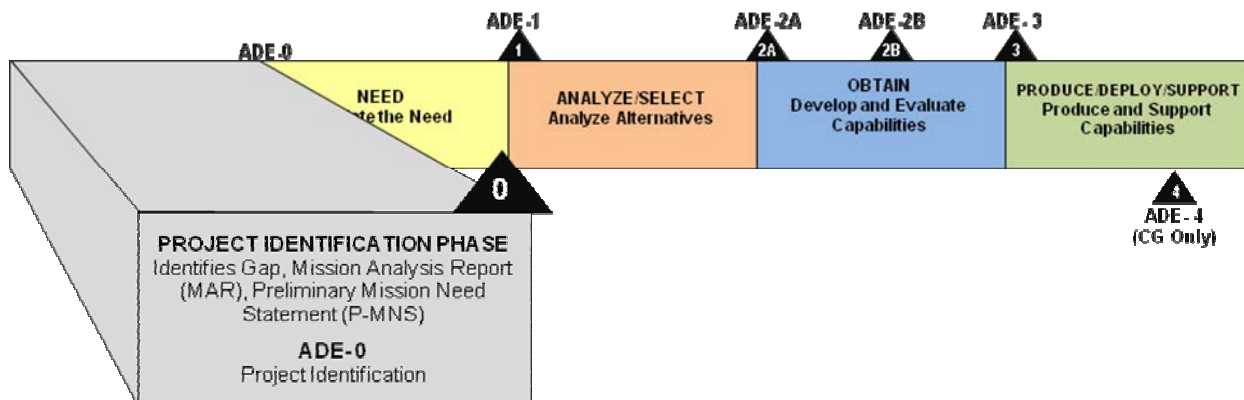 ADE-0
ADE-1
ADE-2A
ADE-2B
ADE- 3
1
2A
2B
3
NEED
the Need
ANALYZE/SELECT
Analyze Alternatives
OBTAIN
Develop and Evaluate
Capabilities
PRODUCE/DEPLOY/SUPPORT
Produce and Support
Capabilities
0
4
ADE- 4
(CG Only)
PROJECT IDENTIFICATION PHASE
Identifies Gap, Mission Analysis Report
(MAR), Preliminary Mission Need
Statement (P-MNS)
ADE-0
Project Identification